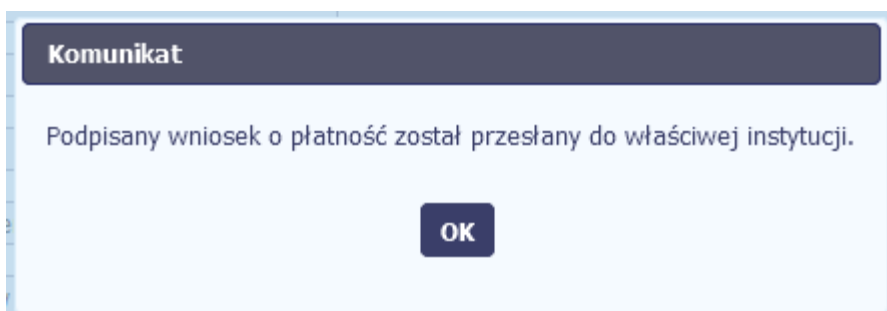 Komunikat
Podpisany wniosek o płatność został przesłany do właściwej instytucji.
OK